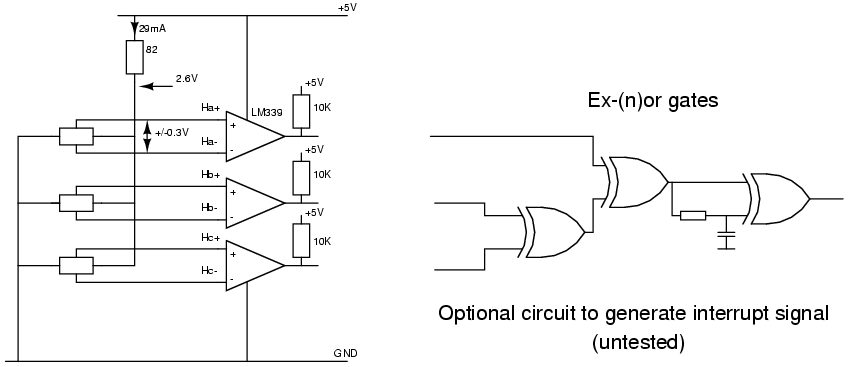 +5V
29mA
82
2.6V
+5V
Ha+
LM339
10K
+
+/-0.3V
Ha-
-
+5V
Hb+
10K
+
Hb-
-
+5V
Hc+
10K
+
Hc-
-
GND
Ex-(n)or gates
Optional circuit to generate interrupt signal
(untested)